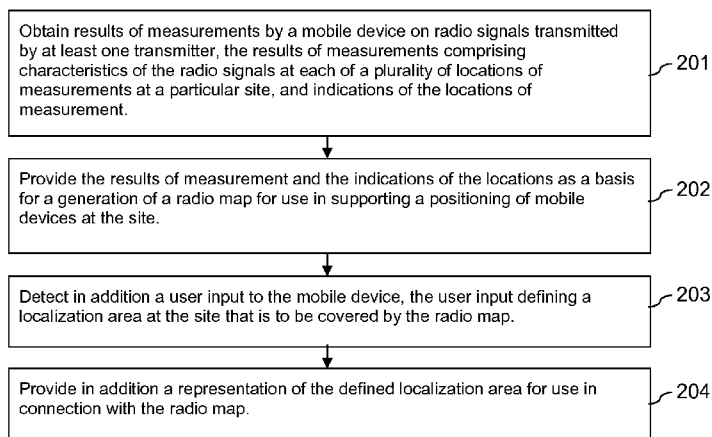 Obtain results of measurements by a mobile device on radio signals transmitted
by at least one transmitter, the results of measurements comprising
characteristics of the radio signals at each of a plurality of locations of
measurements at a particular site, and indications of the locations of
measurement.
201
Provide the results of measurement and the indications of the locations as a basis
for a generation of a radio map for use in supporting a positioning of mobile
devices at the site.
202
Detect in addition a user input to the mobile device, the user input defining a
localization area at the site that is to be covered by the radio map.
203
Provide in addition a representation of the defined localization area for use in
connection with the radio map.
204